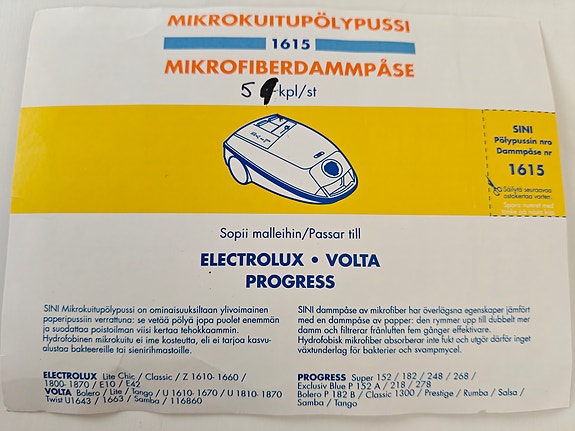 MIKROKUITUPÖLYPUSSI
1615
MIKROFIBERDAMMPÅSE
5 kpl/st
SINI
Pölypussin nro
Dammpåse nr
1615
Säilytä seuraavaa
ostokertaa varten.
Sopii malleihin/Passar till
ELECTROLUX • VOLTA
PROGRESS
SINI Mikrokuitupölypussi on ominaisuuksiltaan ylivoimainen
paperipussiin verrattuna: se vetää pölyä jopa puolet enemmän
ja suodattaa poistoilman viisi kertaa tehokkaammin.
Hydrofobinen mikrokuitu ei ime kosteutta, eli ei tarjoa kasvu-
alustaa bakteereille tai sienirihmastoille.
SINI dammpåse av mikrofiber har överlägsna egenskaper jämfört
med en dammpåse av papper: den rymmer upp till dubbelt mer
damm och filtrerar frånluften fem gånger effektivare.
Hydrofobisk mikrofiber absorberar inte fukt och utgör därför inget
växtunderlag för bakterier och svampmycel.
ELECTROLUX Lite Chic / Classic / Z 1610-1660 /
1800-1870 / E10 / E42
VOLTA Bolero / Lite / Tango / U 1610-1670 / U 1810-1870
Twist U1643 / 1663 / Samba / 116860
PROGRESS Super 152 / 182 / 248 / 268 /
Exclusiv Blue P 152 A / 218 / 278
Bolero P 182 B / Classic 1300 / Prestige / Rumba / Salsa /
Samba / Tango